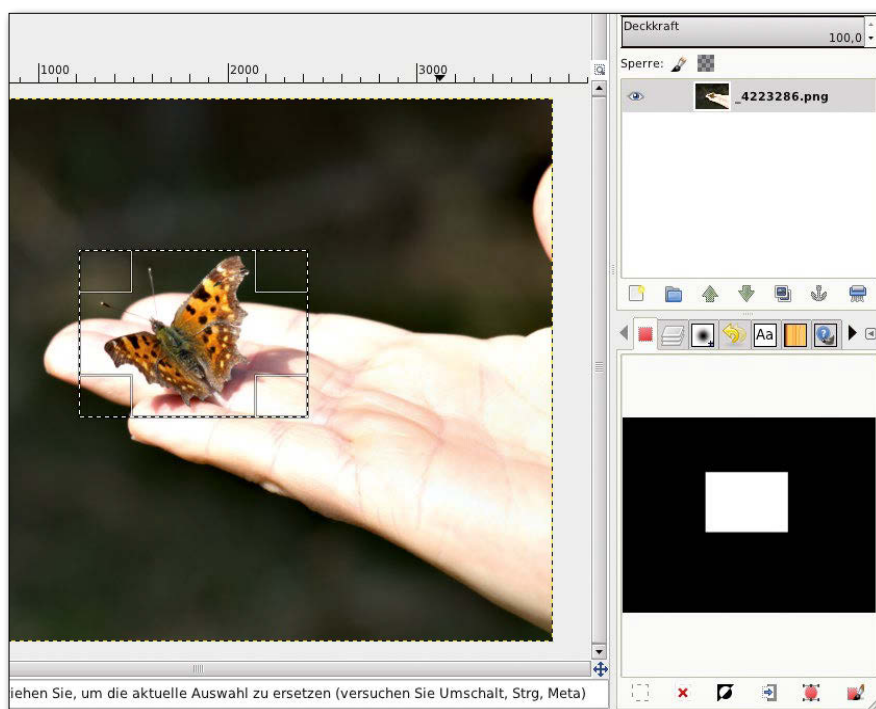 Deckkraft
100,0
Sperre:
1000
2000
3000
_4223286.png
Aa
iehen Sie, um die aktuelle Auswahl zu ersetzen (versuchen Sie Umschalt, Strg, Meta)